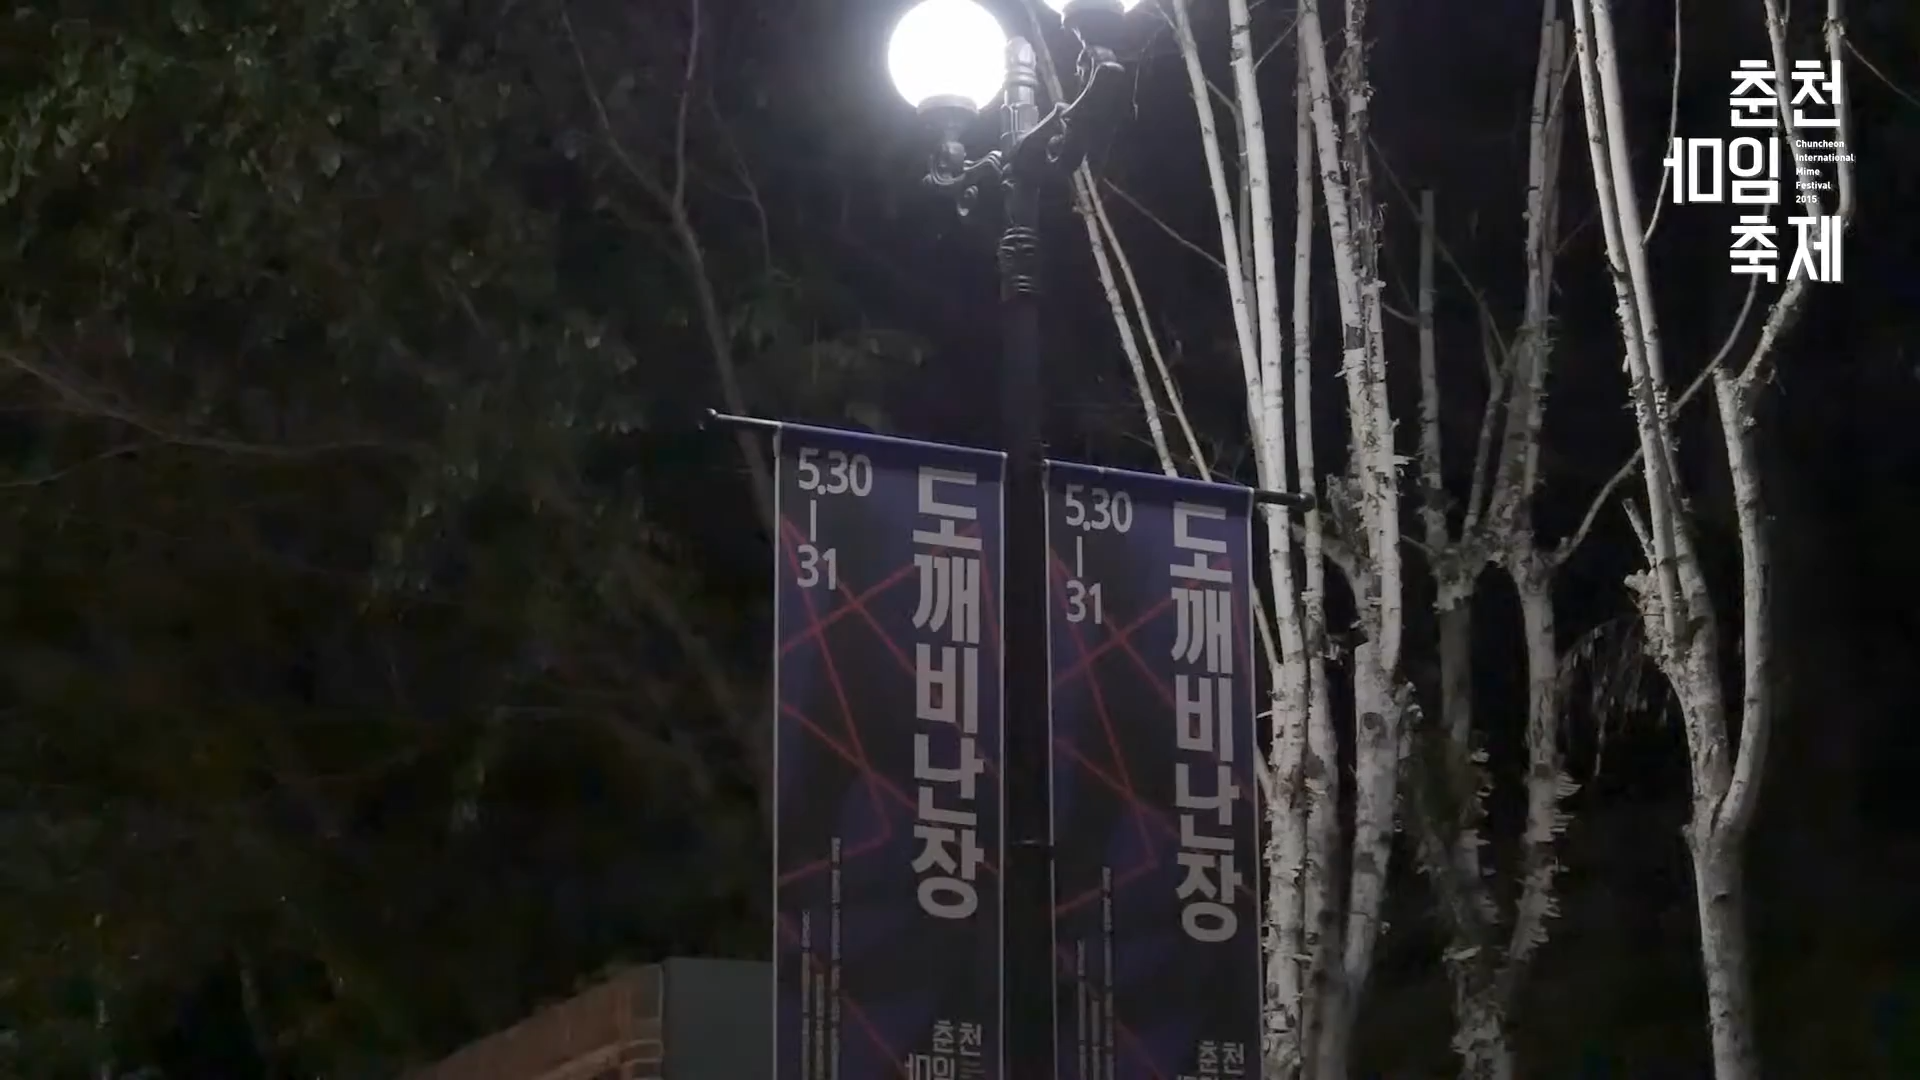 5.30
|
31
도깨비난장
춘천
5.30
|
31
도깨비난장
춘천
춘천
마임
Chuncheon
International
Mime
Festival
2015
축제